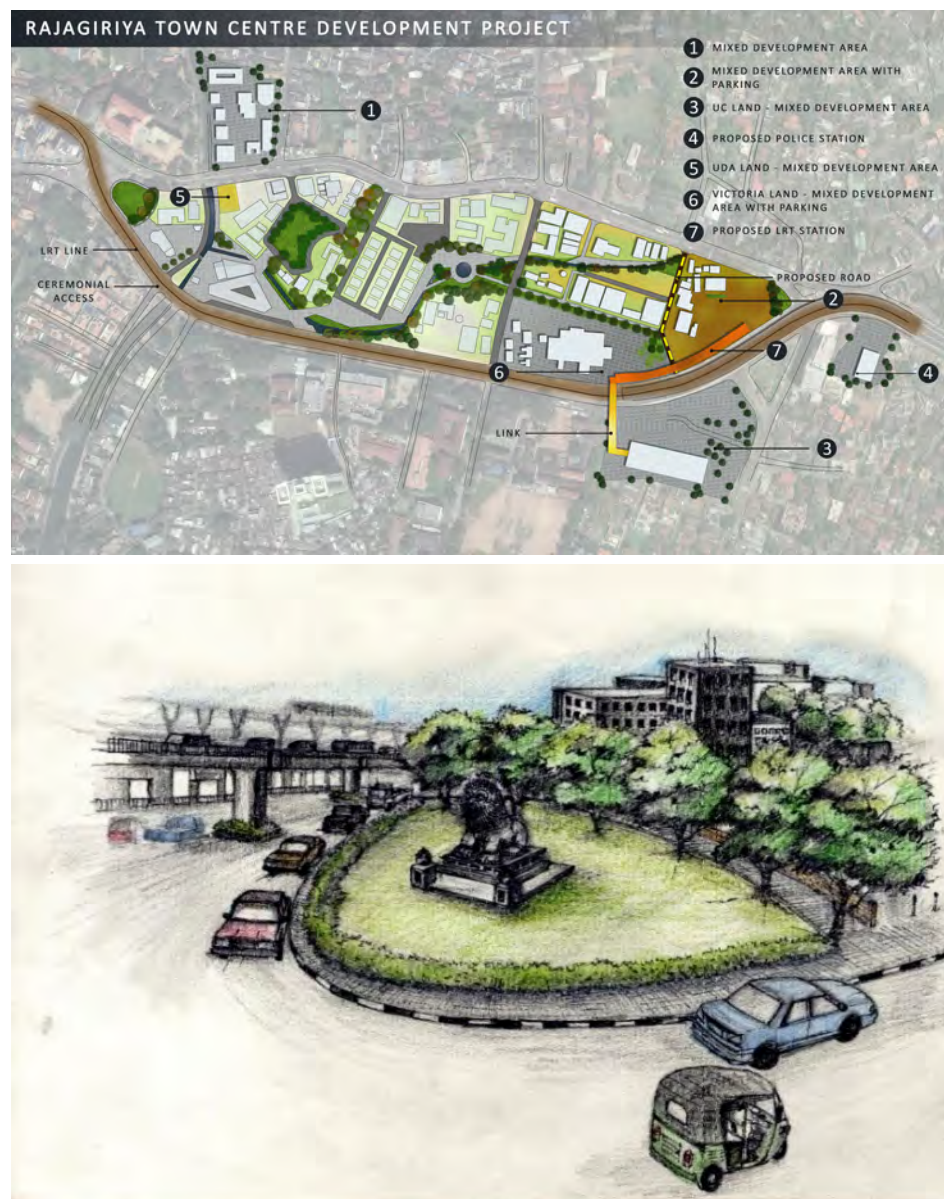 RAJAGIRIYA TOWN CENTRE DEVELOPMENT PROJECT
1 MIXED DEVELOPMENT AREA
2 MIXED DEVELOPMENT AREA WITH
PARKING
3 UC LAND - MIXED DEVELOPMENT AREA
4 PROPOSED POLICE STATION
5 UDA LAND - MIXED DEVELOPMENT AREA
6 VICTORIA LAND - MIXED DEVELOPMENT
AREA WITH PARKING
7 PROPOSED LRT STATION
1
5
LRT LINE
CEREMONIAL
ACCESS
PROPOSED ROAD
2
7
6
4
LINK
3